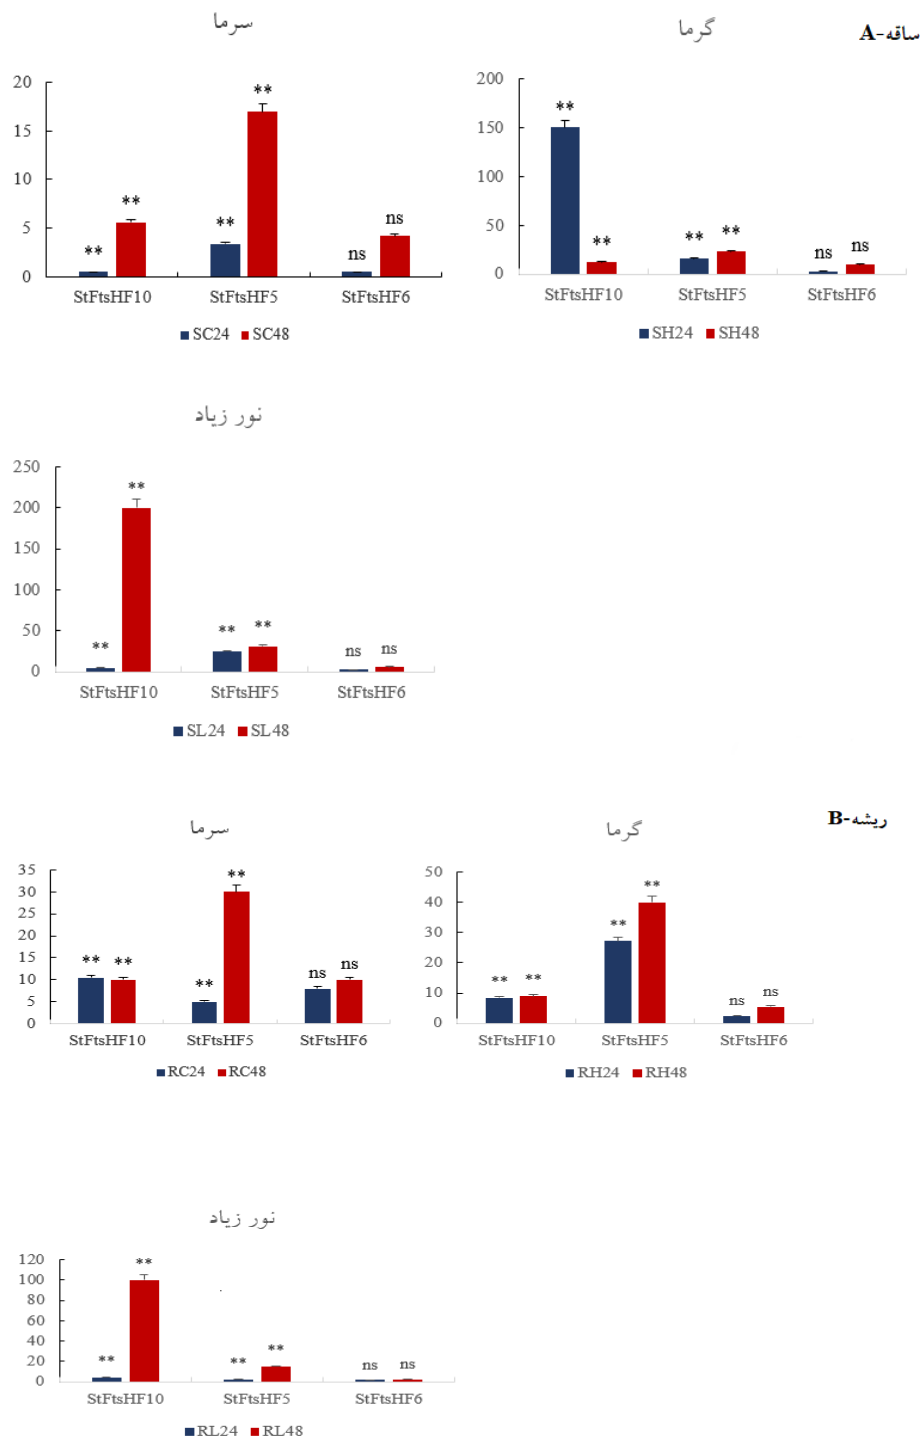 A-ساقه
سرما
20
15
10
5
0
** ** ** ** ns ns
StFtsHF10 StFtsHF5 StFtsHF6
SC24 SC48
گرما
200
150
100
50
0
** ** ** ** ns ns
StFtsHF10 StFtsHF5 StFtsHF6
SH24 SH48
نور زیاد
250
200
150
100
50
0
** ** ** ** ns ns
StFtsHF10 StFtsHF5 StFtsHF6
SL24 SL48
B-ریشه
سرما
35
30
25
20
15
10
5
0
** ** ** ** ns ns
StFtsHF10 StFtsHF5 StFtsHF6
RC24 RC48
گرما
50
40
30
20
10
0
** ** ** ** ns ns
StFtsHF10 StFtsHF5 StFtsHF6
RH24 RH48
نور زیاد
120
100
80
60
40
20
0
** ** ** ** ns ns
StFtsHF10 StFtsHF5 StFtsHF6
RL24 RL48